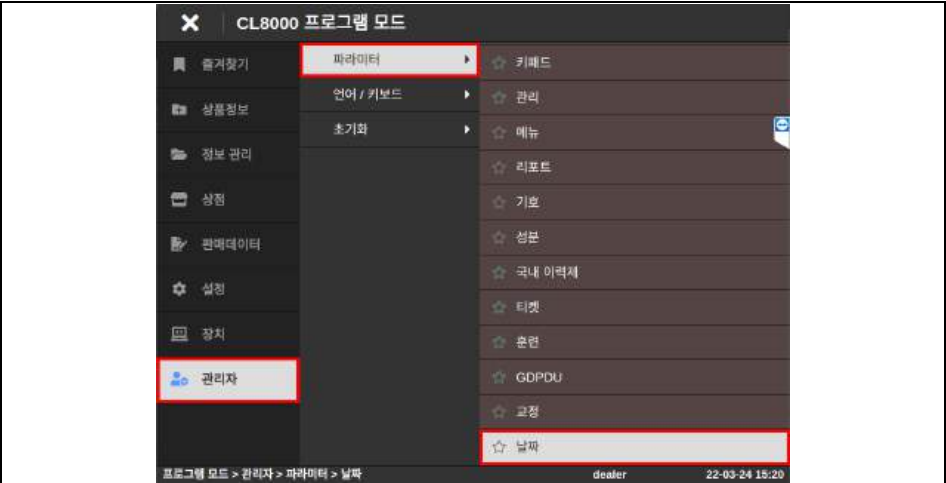 CL8000 프로그램 모드
즐겨찾기
상품정보
정보 관리
상점
판매데이터
설정
장치
관리자
파라미터
언어 / 키보드
초기화
키패드
관리
메뉴
리포트
기호
성분
국내 이력제
티켓
훈련
GDPDU
교정
날짜
프로그램 모드 > 관리자 > 파라미터 > 날짜
dealer
22-03-24 15:20